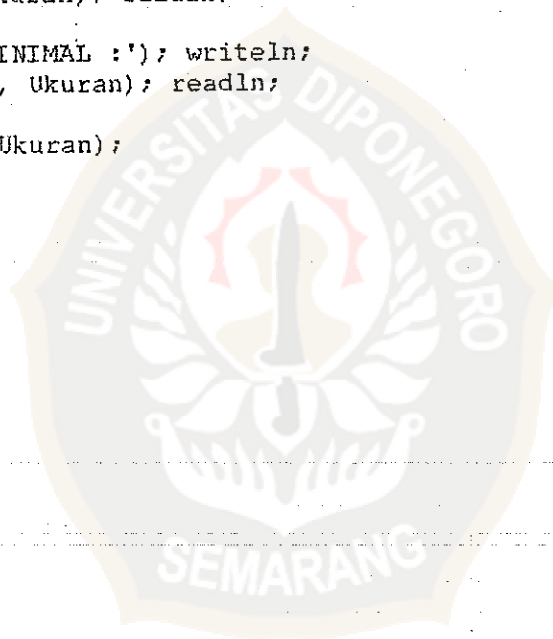 INIMAL :'); writeln;
, Ukuran); readln;
Ukuran);
UNIVERSITAS DIPONEGORO
SEMARANG